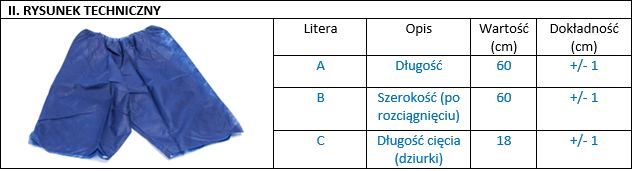 II. RYSUNEK TECHNICZNY
Litera Opis Wartość Dokładność
(cm) (cm)
A Długość 60 +/- 1
B Szerokość (po 60 +/- 1
rozciągnięciu)
C Długość cięcia 18 +/- 1
(dziurki)